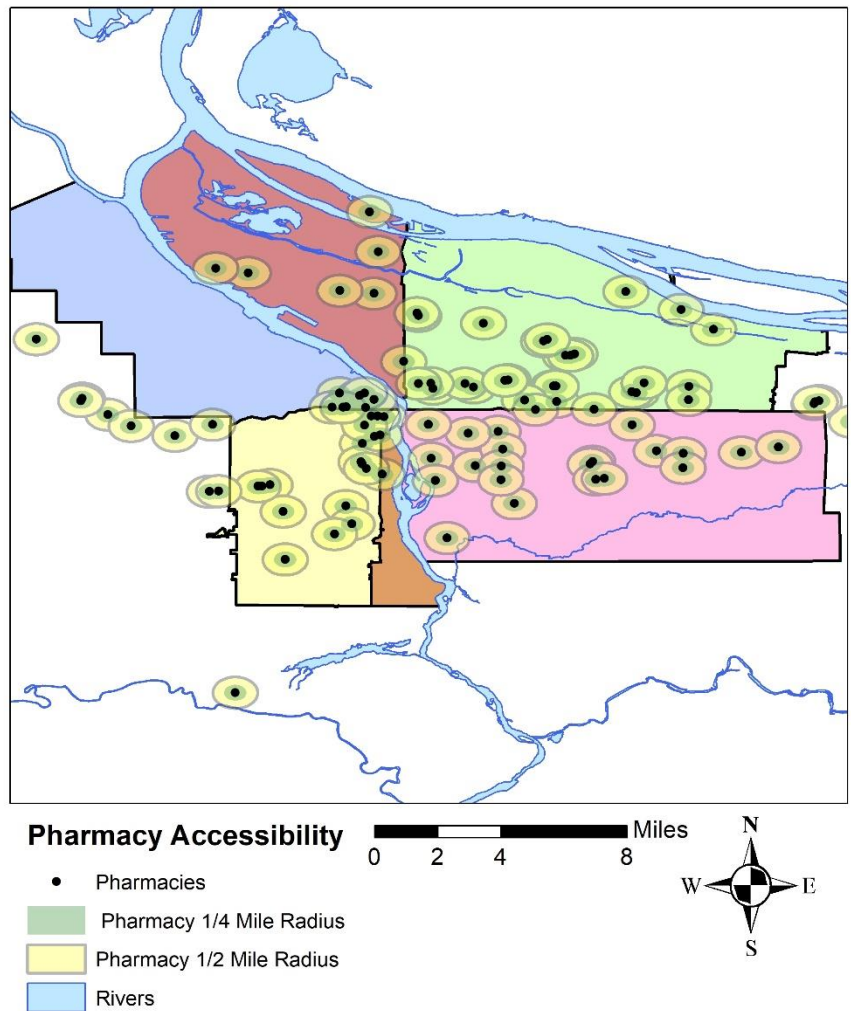 Pharmacy Accessibility
Miles
0 2 4 8
Pharmacies
Pharmacy 1/4 Mile Radius
Pharmacy 1/2 Mile Radius
Rivers
N
W E
S